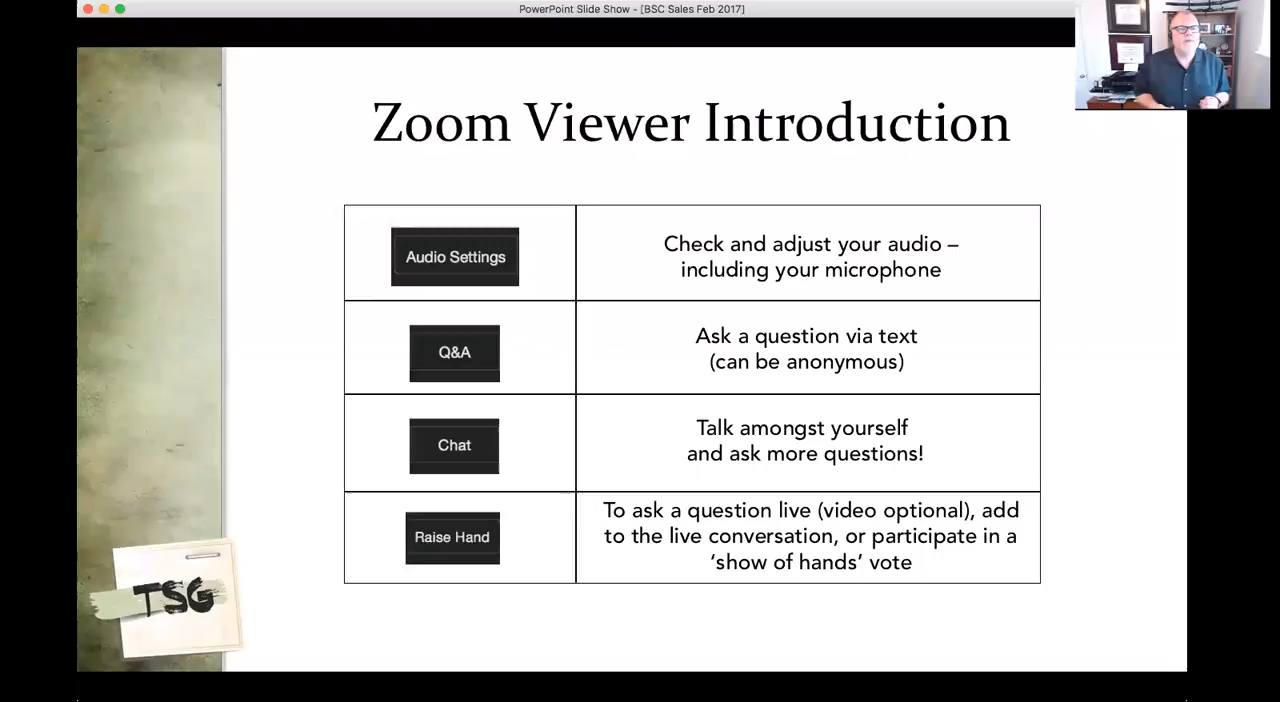 PowerPoint Slide Show - [BSC Sales Feb 2017]
Zoom Viewer Introduction
Audio Settings
Check and adjust your audio –
including your microphone
Q&A
Ask a question via text
(can be anonymous)
Chat
Talk amongst yourself
and ask more questions!
Raise Hand
To ask a question live (video optional), add
to the live conversation, or participate in a
‘show of hands’ vote
TSG